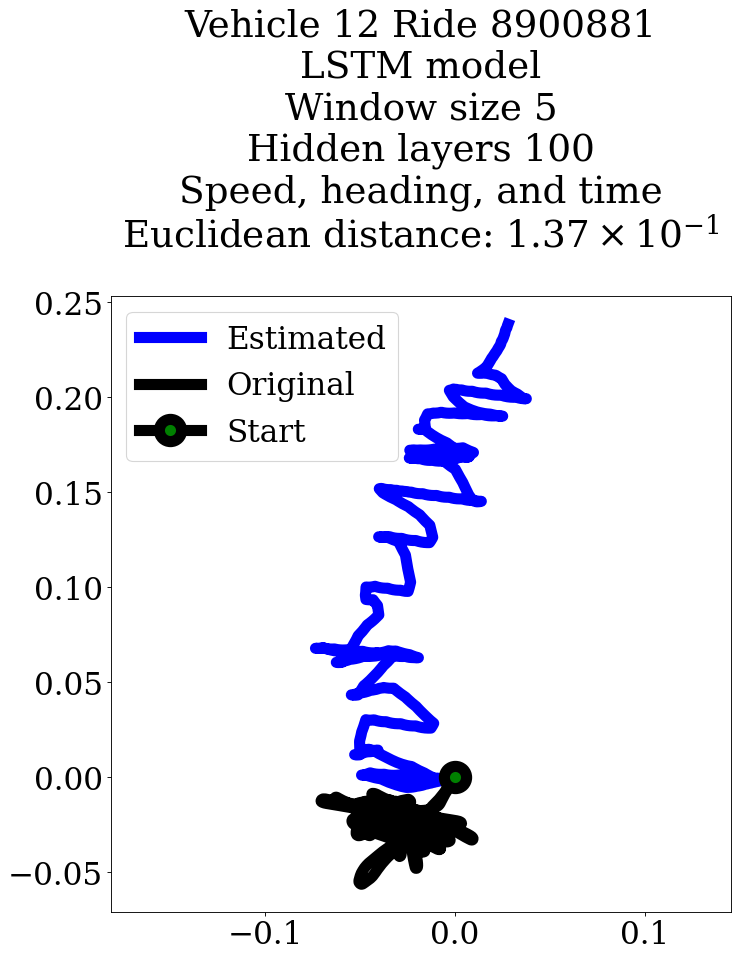 Vehicle 12 Ride 8900881
LSTM model
Window size 5
Hidden layers 100
Speed, heading, and time
Euclidean distance: 1.37 × 10⁻¹
0.25
0.20
0.15
0.10
0.05
0.00
−0.05
Estimated
Original
Start
−0.1
0.0
0.1